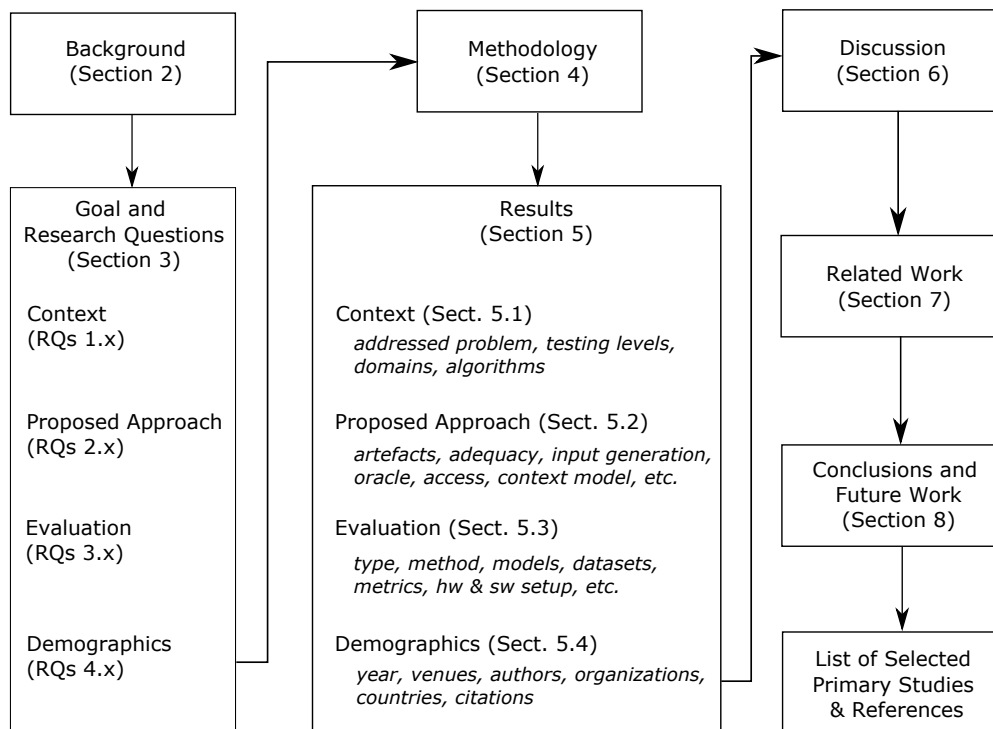 Background
(Section 2)
Goal and
Research Questions
(Section 3)
Context
(RQs 1.x)
Proposed Approach
(RQs 2.x)
Evaluation
(RQs 3.x)
Demographics
(RQs 4.x)
Methodology
(Section 4)
Results
(Section 5)
Context (Sect. 5.1)
addressed problem, testing levels,
domains, algorithms
Proposed Approach (Sect. 5.2)
artefacts, adequacy, input generation,
oracle, access, context model, etc.
Evaluation (Sect. 5.3)
type, method, models, datasets,
metrics, hw & sw setup, etc.
Demographics (Sect. 5.4)
year, venues, authors, organizations,
countries, citations
Discussion
(Section 6)
Related Work
(Section 7)
Conclusions and
Future Work
(Section 8)
List of Selected
Primary Studies
& References